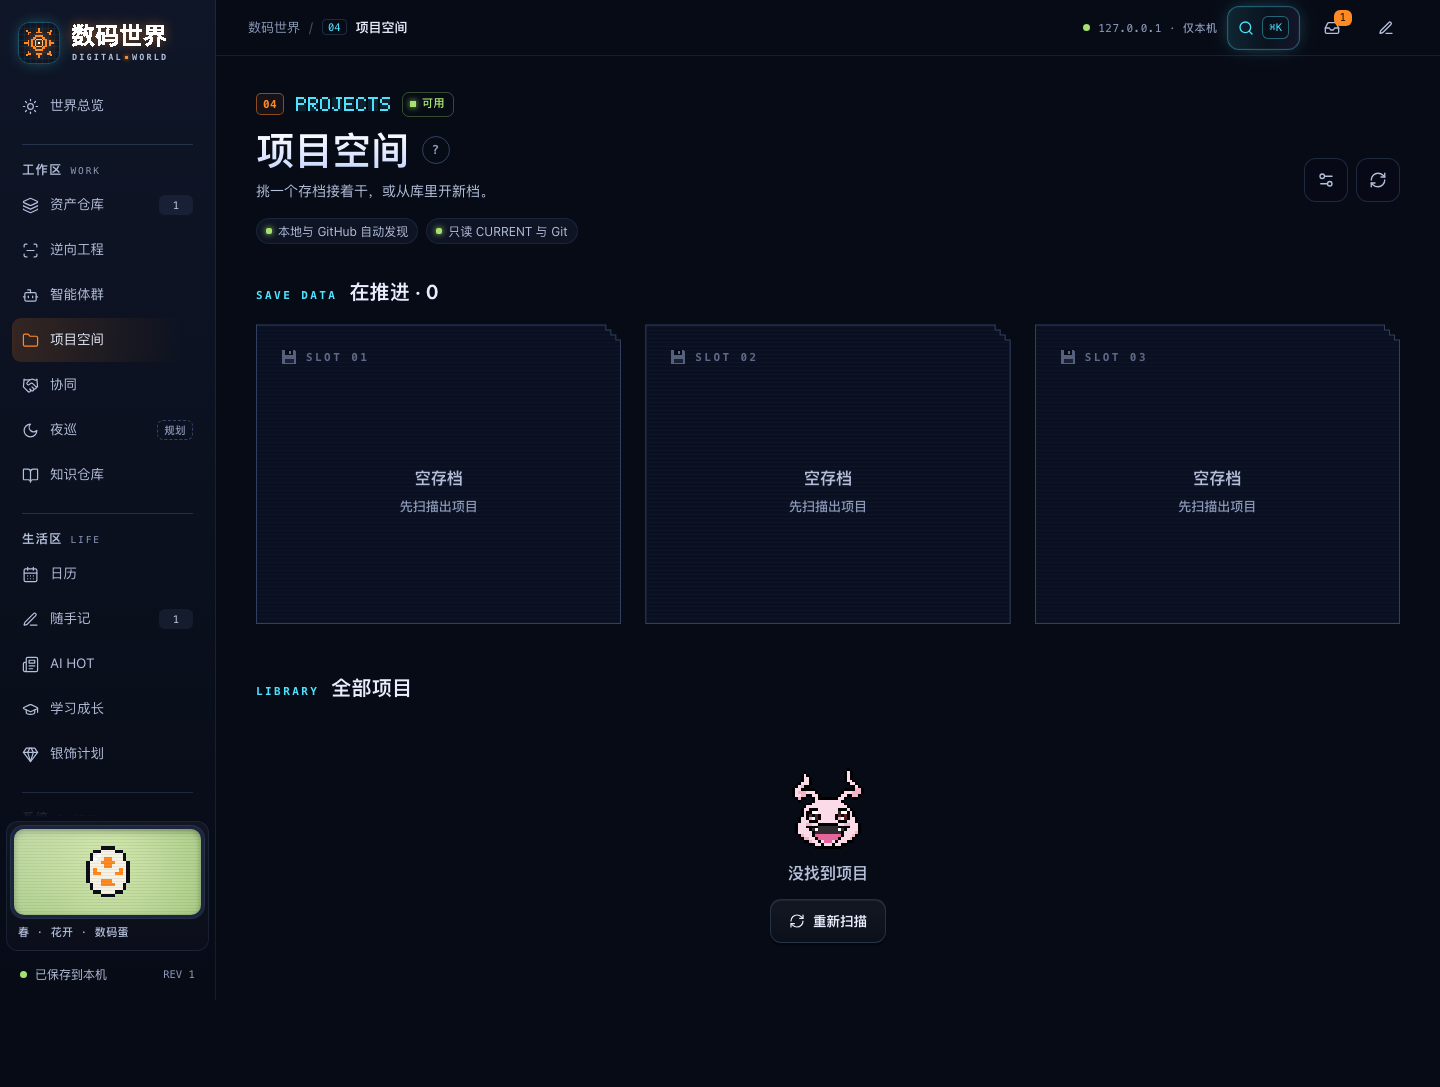 数码世界
DIGITAL WORLD
世界总览
工作区 WORK
资产仓库 1
逆向工程
智能体群
项目空间
协同
夜巡 规划
知识仓库
生活区 LIFE
日历
随手记 1
AI HOT
学习成长
银饰计划
春 · 花开 · 数码蛋
已保存到本机 REV 1
数码世界 / 04 项目空间
127.0.0.1 · 仅本机
⌘K
1
04 PROJECTS 可用
项目空间 ?
挑一个存档接着干，或从库里开新档。
本地与 GitHub 自动发现
只读 CURRENT 与 Git
SAVE DATA 在推进 · 0
SLOT 01
空存档
先扫描出项目
SLOT 02
空存档
先扫描出项目
SLOT 03
空存档
先扫描出项目
LIBRARY 全部项目
没找到项目
重新扫描